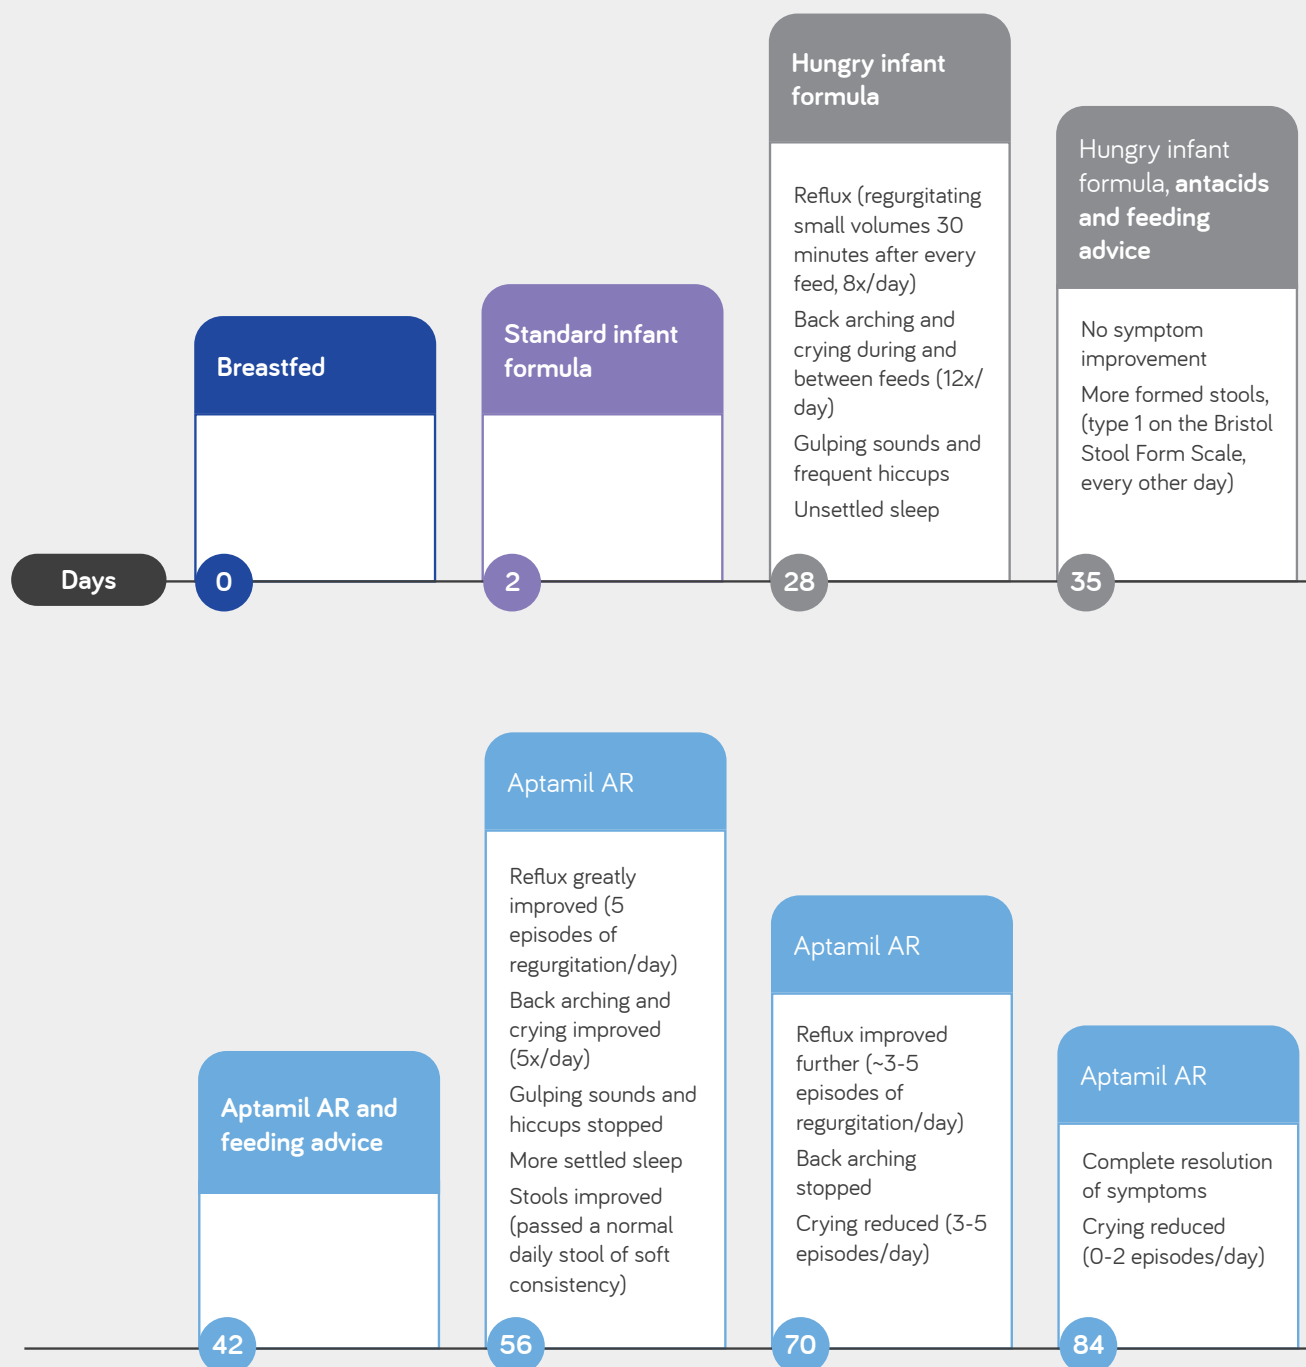 Hungry infant
formula
Hungry infant
formula, antacids
and feeding
advice
Reflux (regurgitating
small volumes 30
minutes after every
feed, 8x/day)
Back arching and
crying during and
between feeds (12x/
day)
Gulping sounds and
frequent hiccups
Unsettled sleep
Standard infant
formula
Breastfed
No symptom
improvement
More formed stools,
(type 1 on the Bristol
Stool Form Scale,
every other day)
Days
0
2
28
35
Aptamil AR and
feeding advice
Aptamil AR
Reflux greatly
improved (5
episodes of
regurgitation/day)
Back arching and
crying improved
(5x/day)
Gulping sounds and
hiccups stopped
More settled sleep
Stools improved
(passed a normal
daily stool of soft
consistency)
Aptamil AR
Reflux improved
further (~3-5
episodes of
regurgitation/day)
Back arching
stopped
Crying reduced (3-5
episodes/day)
Aptamil AR
Complete resolution
of symptoms
Crying reduced
(0-2 episodes/day)
42
56
70
84